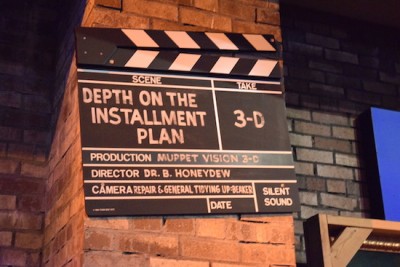 SCENE TAKE
DEPTH ON THE
INSTALLMENT
PLAN
3-D
PRODUCTION MUPPET VISION 3-D
DIRECTOR DR. B. HONEYDEW
CAMERA REPAIR & GENERAL TIDYING UP-BEAKER
DATE
SILENT
SOUND